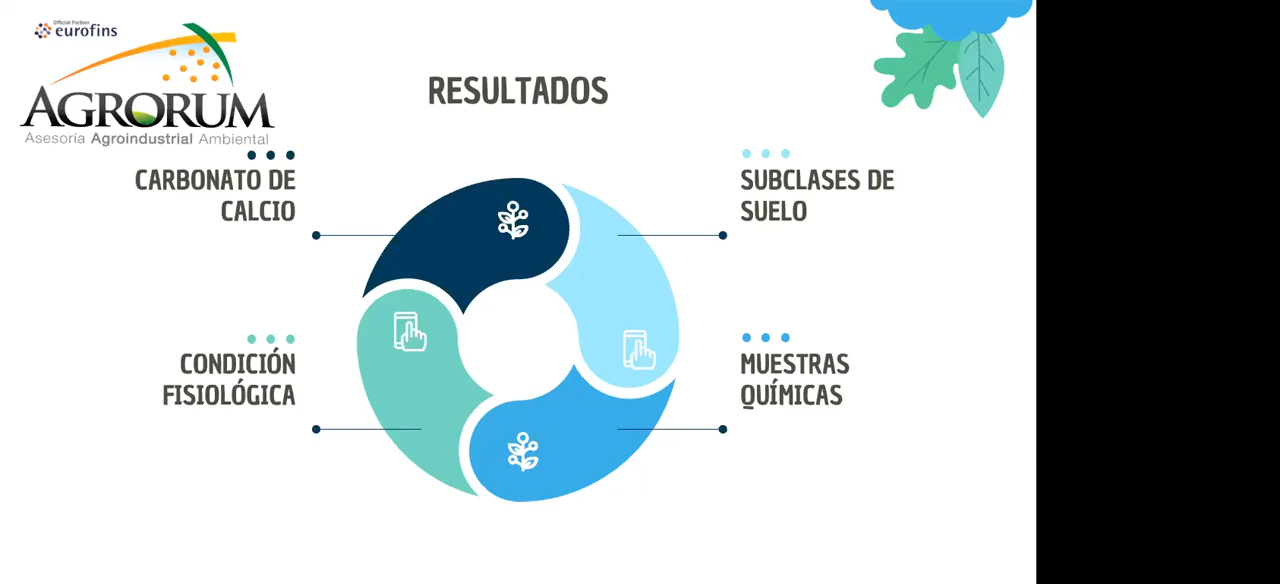 Official Partner
eurofins
AGRORUM
Asesoría Agroindustrial Ambiental
RESULTADOS
CARBONATO DE
CALCIO
SUBCLASES DE
SUELO
CONDICIÓN
FISIOLÓGICA
MUESTRAS
QUÍMICAS